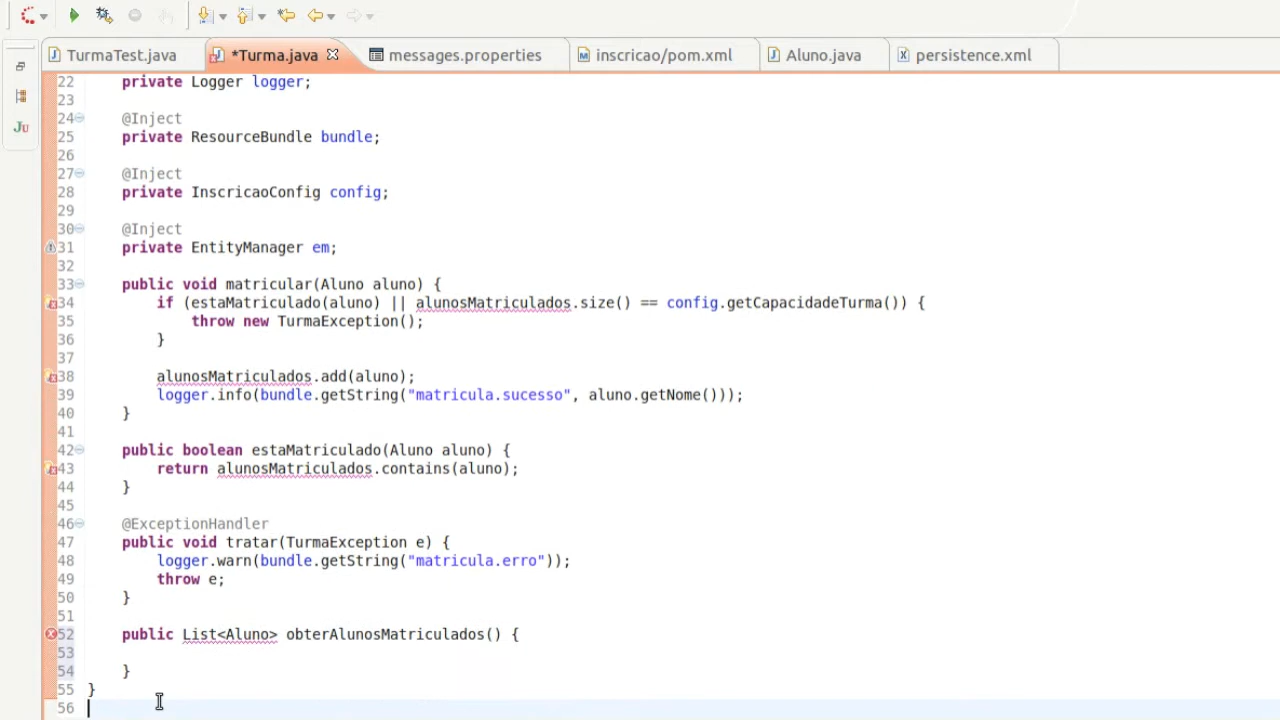 TurmaTest.java *Turma.java messages.properties inscricao/pom.xml Aluno.java persistence.xml
Ju
22 private Logger logger;
23
24 @Inject
25 private ResourceBundle bundle;
26
27 @Inject
28 private InscricaoConfig config;
29
30 @Inject
31 private EntityManager em;
32
33 public void matricular(Aluno aluno) {
34 if (estaMatriculado(aluno) || alunosMatriculados.size() == config.getCapacidadeTurma()) {
35 throw new TurmaException();
36 }
37
38 alunosMatriculados.add(aluno);
39 logger.info(bundle.getString("matricula.sucesso", aluno.getNome()));
40 }
41
42 public boolean estaMatriculado(Aluno aluno) {
43 return alunosMatriculados.contains(aluno);
44 }
45
46 @ExceptionHandler
47 public void tratar(TurmaException e) {
48 logger.warn(bundle.getString("matricula.erro"));
49 throw e;
50 }
51
52 public List<Aluno> obterAlunosMatriculados() {
53
54 }
55 }
56